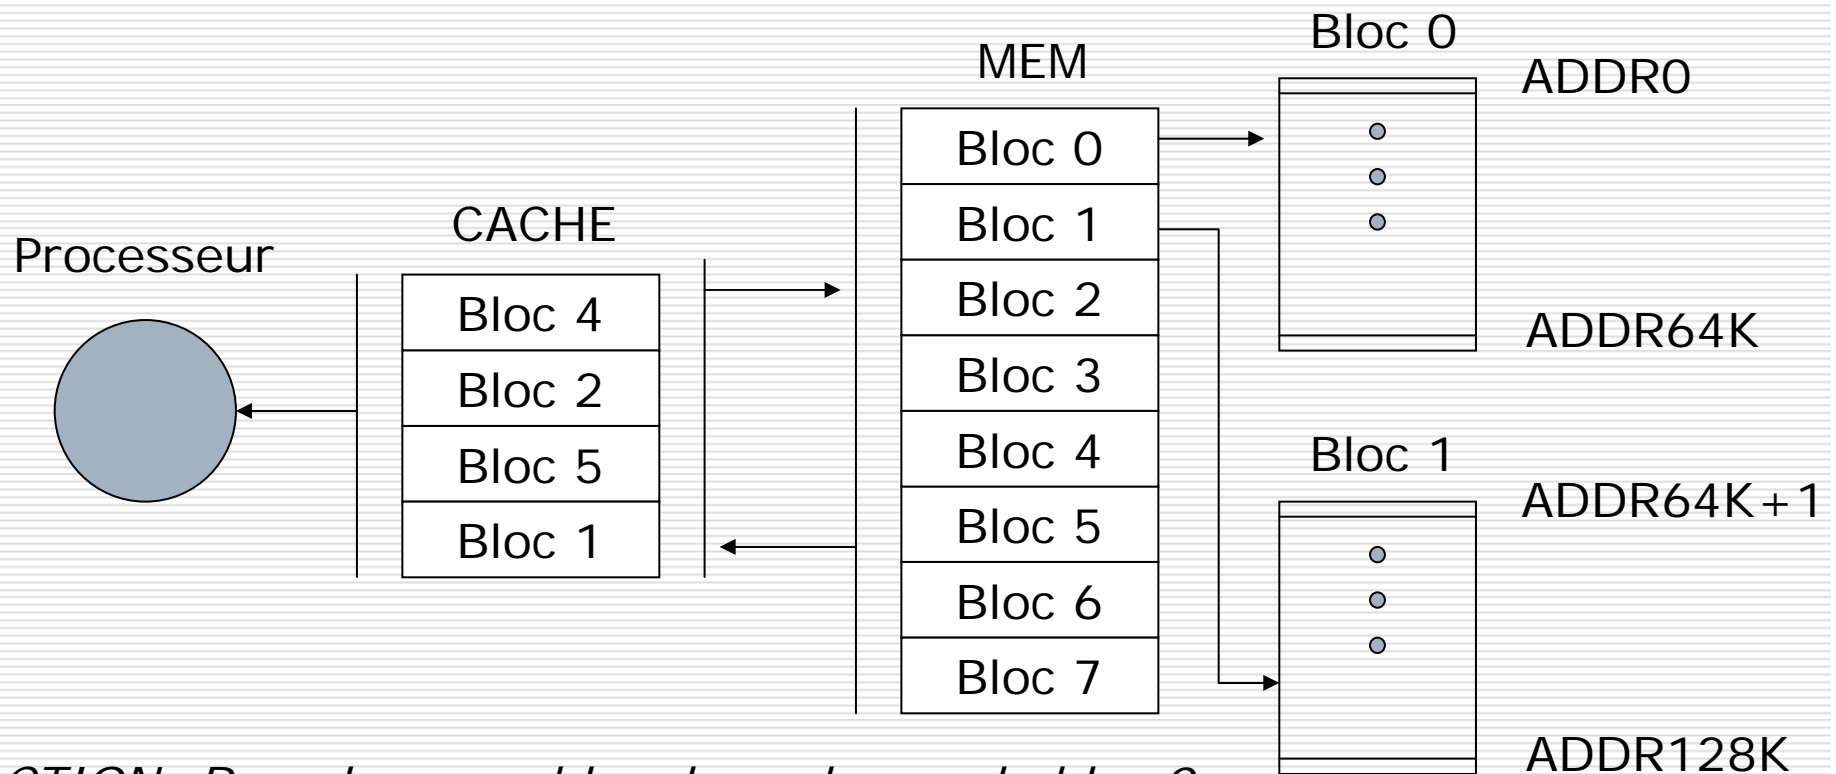 Processeur
CACHE
Bloc 4
Bloc 2
Bloc 5
Bloc 1
MEM
Bloc 0
Bloc 1
Bloc 2
Bloc 3
Bloc 4
Bloc 5
Bloc 6
Bloc 7
Bloc 0
ADDR0
ADDR64K
Bloc 1
ADDR64K+1
ADDR128K